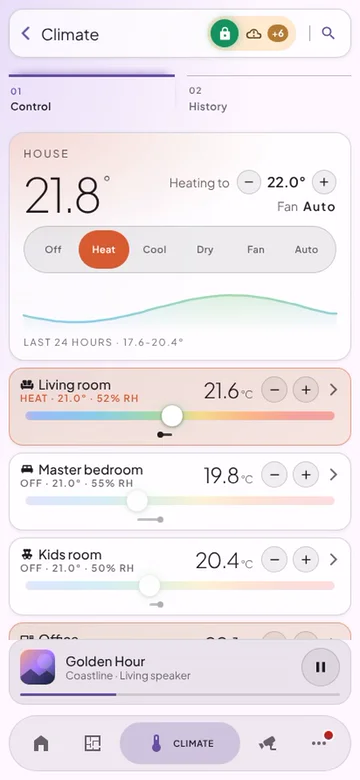 Climate
+6
01
Control
02
History
HOUSE
21.8°
Heating to
22.0°
Fan Auto
Off
Heat
Cool
Dry
Fan
Auto
LAST 24 HOURS · 17.6-20.4°
Living room
HEAT · 21.0° · 52% RH
21.6 °C
Master bedroom
OFF · 21.0° · 55% RH
19.8 °C
Kids room
OFF · 21.0° · 50% RH
20.4 °C
Office
Golden Hour
Coastline · Living speaker
CLIMATE